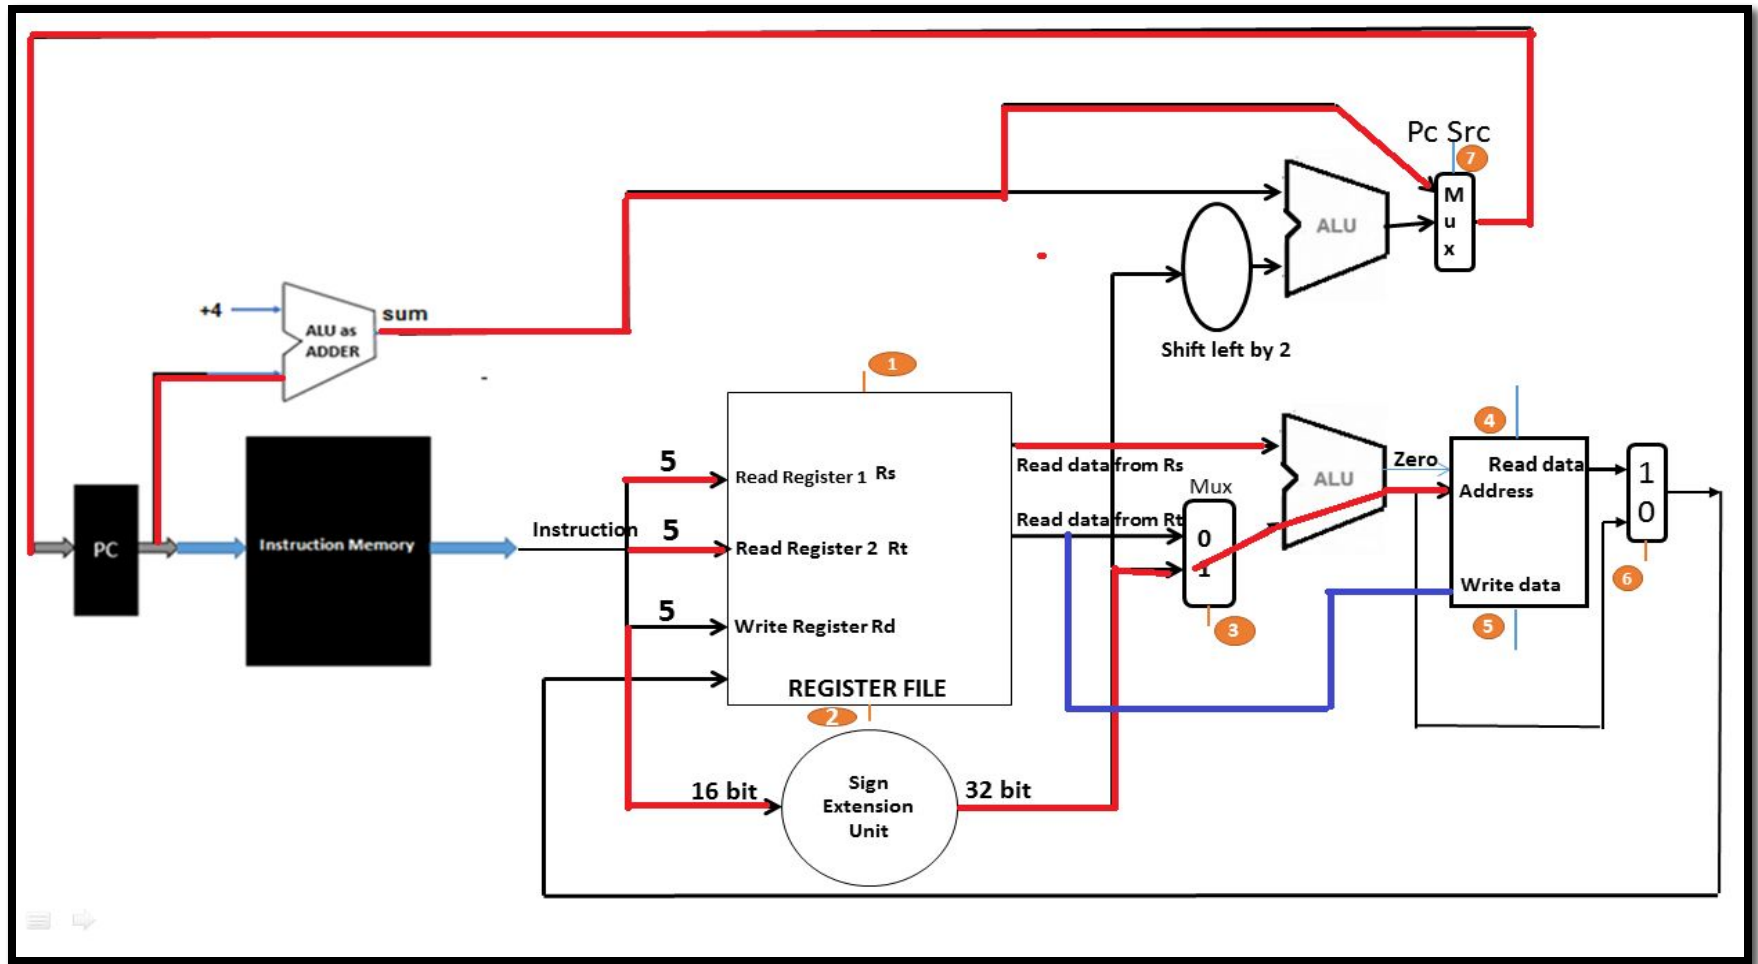 Pc Src
7
M
u
x
ALU
+4
sum
ALU as
ADDER
Shift left by 2
1
4
5
Read Register 1 Rs
Read data from Rs
Zero
Read data
Address
1
0
ALU
Mux
Instruction
5
Read Register 2 Rt
Read data from Rt
0
1
PC
Instruction Memory
5
Write Register Rd
Write data
6
3
5
REGISTER FILE
2
16 bit
Sign
Extension
Unit
32 bit